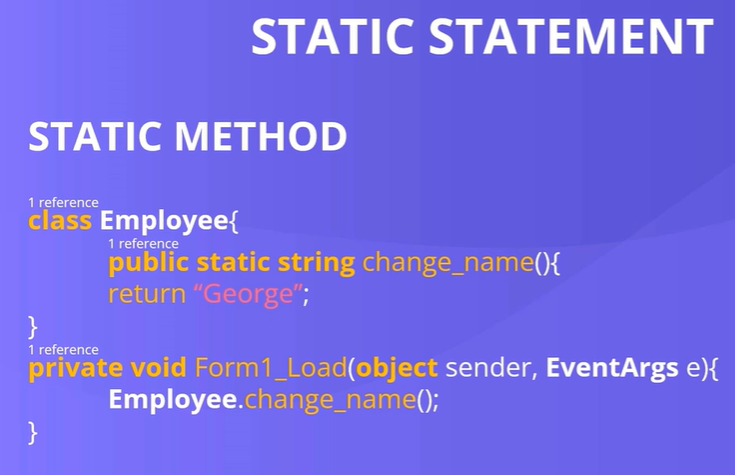 STATIC STATEMENT
STATIC METHOD
1 reference
class Employee{
1 reference
public static string change_name(){
return “George”;
}
1 reference
private void Form1_Load(object sender, EventArgs e){
Employee.change_name();
}